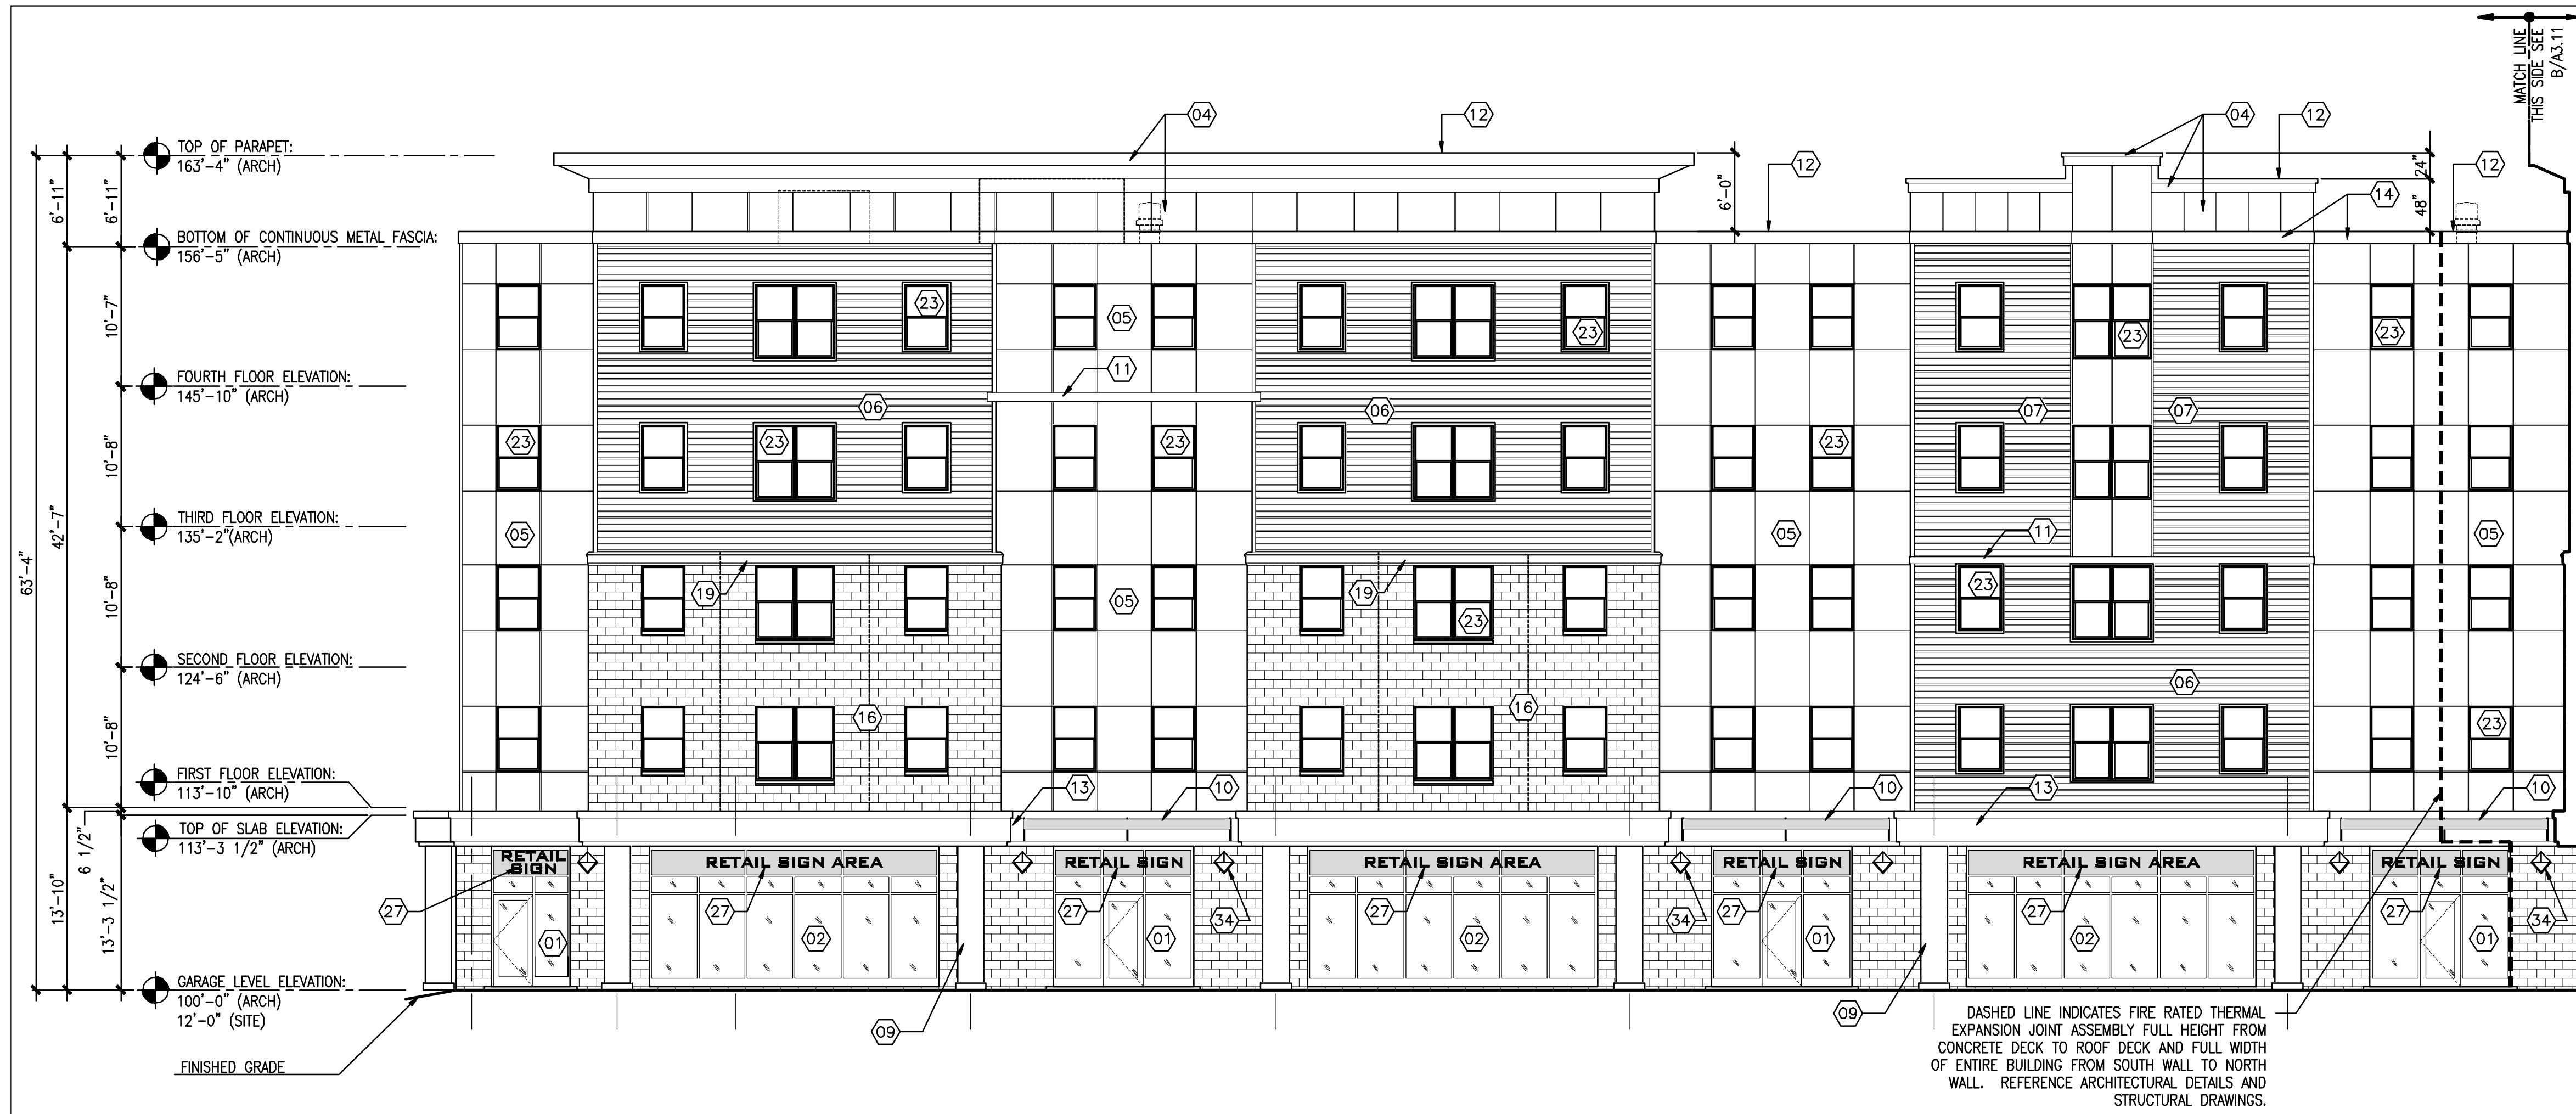 MATCH LINE
THIS SIDE SEE
B/A3.11
TOP OF PARAPET:
163'-4" (ARCH)
BOTTOM OF CONTINUOUS METAL FASCIA:
156'-5" (ARCH)
FOURTH FLOOR ELEVATION:
145'-10" (ARCH)
THIRD FLOOR ELEVATION:
135'-2"(ARCH)
SECOND FLOOR ELEVATION:
124'-6" (ARCH)
FIRST FLOOR ELEVATION:
113'-10" (ARCH)
TOP OF SLAB ELEVATION:
113'-3 1/2" (ARCH)
GARAGE LEVEL ELEVATION:
100'-0" (ARCH)
12'-0" (SITE)
FINISHED GRADE
63'-4"
6'-11"
42'-7"
13'-10"
6'-11"
10'-7"
10'-8"
10'-8"
10'-8"
6 1/2"
13'-3 1/2"
04
12
04
12
12
12
6'-0"
24"
48"
14
23
05
23
23
23
11
06
06
07
07
23
23
23
23
05
05
05
11
19
05
19
23
23
06
16
16
23
13
10
10
13
10
RETAIL
SIGN
RETAIL SIGN AREA
RETAIL SIGN
RETAIL SIGN AREA
RETAIL SIGN
RETAIL SIGN AREA
RETAIL SIGN
27
27
27
34
27
34
27
27
27
34
01
02
01
02
01
02
01
09
09
DASHED LINE INDICATES FIRE RATED THERMAL
EXPANSION JOINT ASSEMBLY FULL HEIGHT FROM
CONCRETE DECK TO ROOF DECK AND FULL WIDTH
OF ENTIRE BUILDING FROM SOUTH WALL TO NORTH
WALL. REFERENCE ARCHITECTURAL DETAILS AND
STRUCTURAL DRAWINGS.